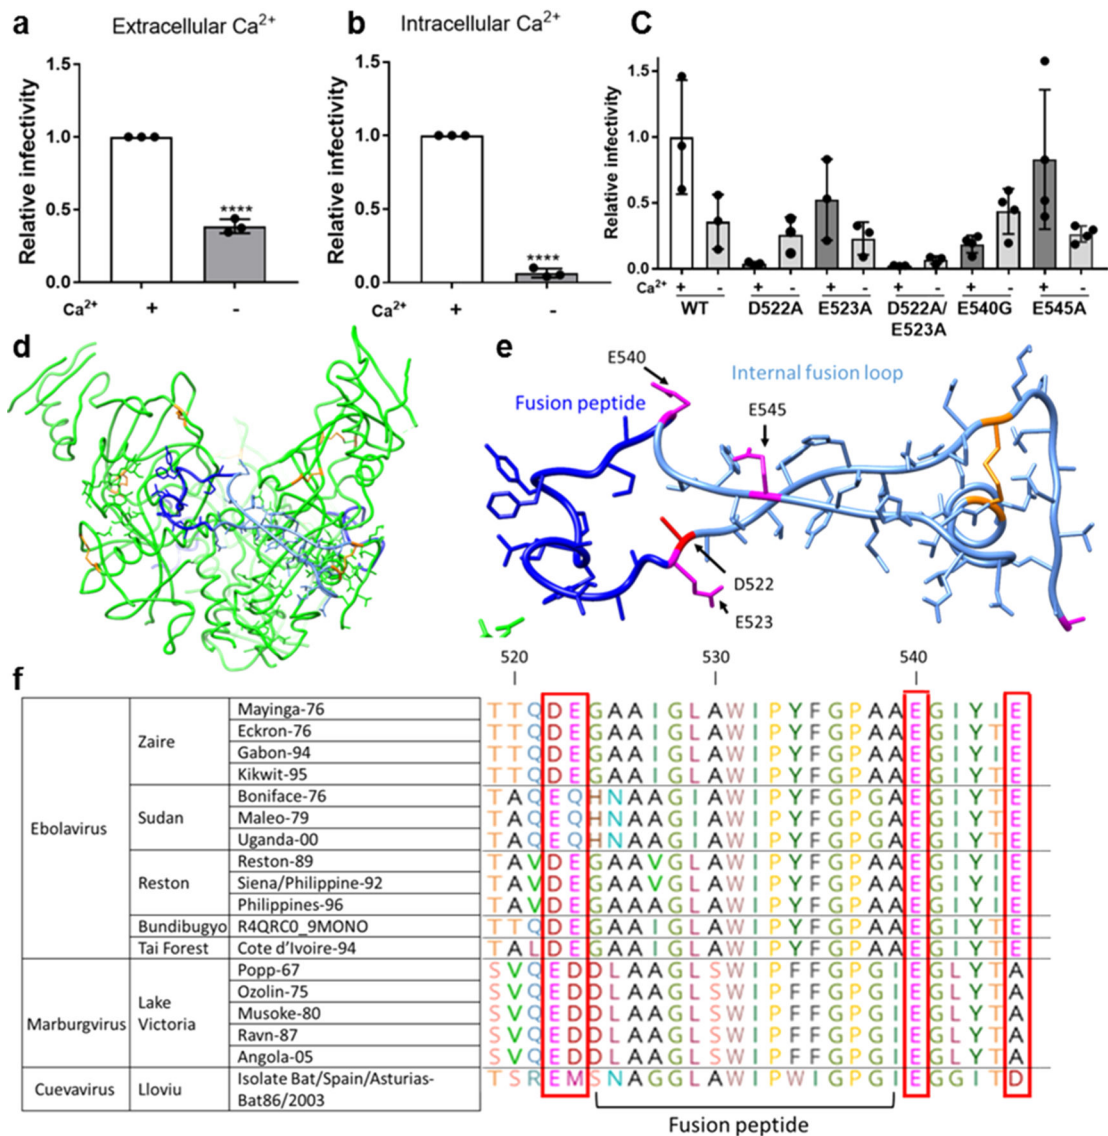 a Extracellular Ca2+
Relative infectivity
1.5
1.0
0.5
0.0
****
Ca2+ + -
b Intracellular Ca2+
Relative infectivity
1.5
1.0
0.5
0.0
****
Ca2+ + -
C
Relative infectivity
1.5
1.0
0.5
0.0
Ca2+ + - + - + - + - + - + -
WT D522A E523A D522A/ E540G E545A
E523A
d
e
E540
Fusion peptide
E545
Internal fusion loop
D522
E523
f
520 530 540
Ebolavirus
Zaire
Mayinga-76 TTQDEGAAIGLAWIPYFGPAAEGIYIE
Eckron-76 TTQDEGAAIGLAWIPYFGPAAEGIYTE
Gabon-94 TTQDEGAAIGLAWIPYFGPAAEGIYTE
Kikwit-95 TTQDEGAAIGLAWIPYFGPAAEGIYTE
Sudan
Boniface-76 TAQEQHNAAGIAWIPYFGPGAEGIYTE
Maleo-79 TAQEQHNAAGIAWIPYFGPGAEGIYTE
Uganda-00 TAQEQHNAAGIAWIPYFGPGAEGIYTE
Reston
Reston-89 TAVDEGAAVGLAWIPYFGPAAEGIYIE
Siena/Philippine-92 TAVDEGAAVGLAWIPYFGPAAEGIYIE
Philippines-96 TAVDEGAAAGLAWIPYFGPAAEGIYIE
Bundibugyo R4QRC0_9MONO TTQDEGAAIGLAWIPYFGPAAEGIYTE
Tai Forest Cote d'Ivoire-94 TALDEGAAIGLAWIPYFGPAAEGIYTE
Marburgvirus
Lake
Victoria
Popp-67 SVQEDDLAAGLSWIPFFGPGIEGLYTA
Ozolin-75 SVQEDDLAAGLSWIPFFGPGIEGLYTA
Musoke-80 SVQEDDLAAGLSWIPFFGPGIEGLYTA
Ravn-87 SVQEDDLAAGLSWIPFFGPGIEGLYTA
Angola-05 SVQEDDLAAGLSWIPFFGPGIEGLYTA
Cuevavirus Lloviu Isolate Bat/Spain/Asturias-
Bat86/2003 TSREMSNAGGLAWIPWIGPGIEGGITD
Fusion peptide